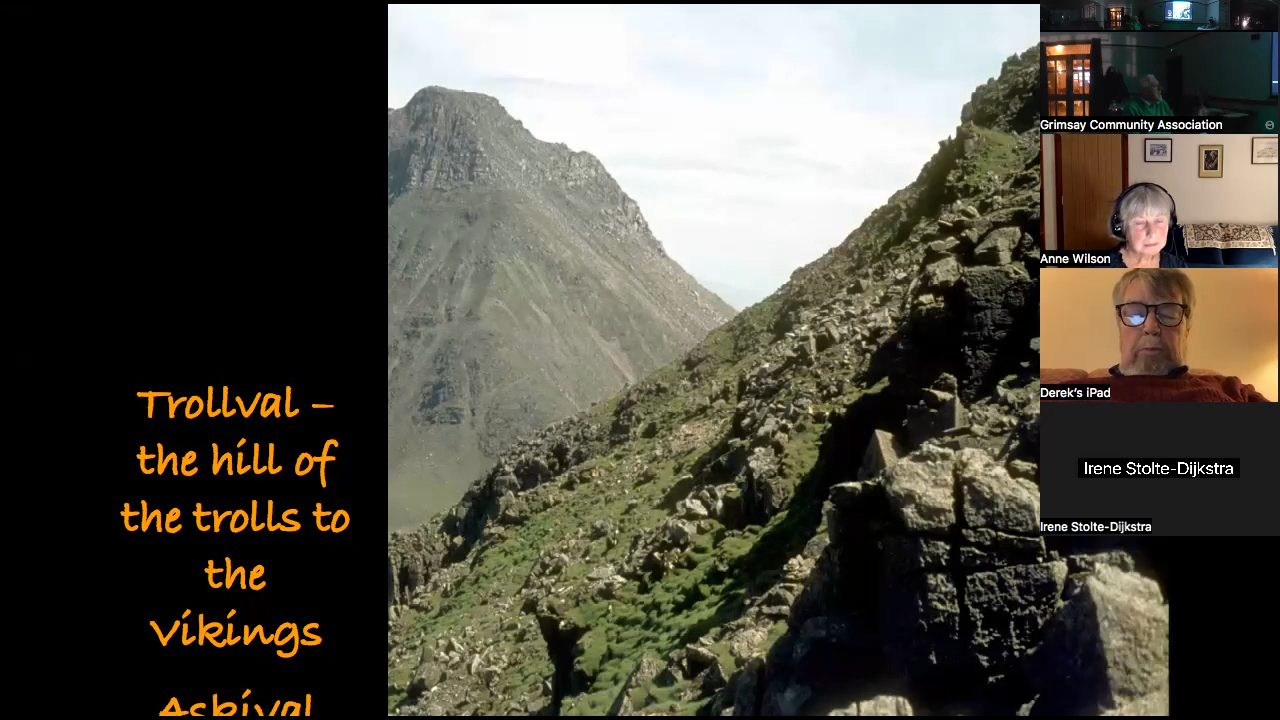 Trollval –
the hill of
the trolls to
the
Vikings
Askival
Grimsay Community Association
Anne Wilson
Derek's iPad
Irene Stolte-Dijkstra
Irene Stolte-Dijkstra